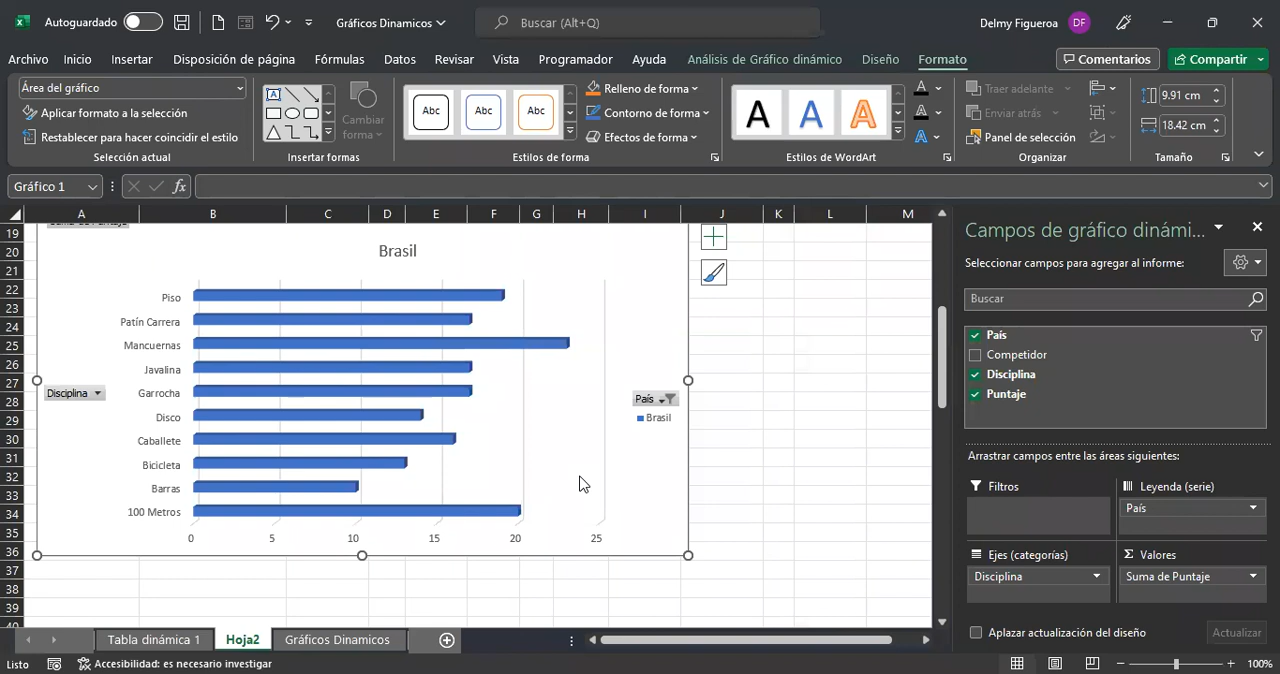 Autoguardado
Gráficos Dinamicos
Buscar (Alt+Q)
Delmy Figueroa DF
Archivo Inicio Insertar Disposición de página Fórmulas Datos Revisar Vista Programador Ayuda Análisis de Gráfico dinámico Diseño Formato Comentarios Compartir
Área del gráfico
Aplicar formato a la selección
Restablecer para hacer coincidir el estilo
Selección actual
Cambiar
forma
Insertar formas
Abc Abc Abc
Relleno de forma
Contorno de forma
Efectos de forma
Estilos de forma
A A A
Estilos de WordArt
Traer adelante
Enviar atrás
Panel de selección
Organizar
9.91 cm
18.42 cm
Tamaño
Gráfico 1
fx
A B C D E F G H I J K L M
19
20
21
22
23
24
25
26
27
28
29
30
31
32
33
34
35
36
37
38
39
40
Suma de Puntaje
Brasil
Piso
Patín Carrera
Mancuernas
Javalina
Garrocha
Disco
Caballete
Bicicleta
Barras
100 Metros
0 5 10 15 20 25
Disciplina
País
Brasil
Campos de gráfico dinámi...
Seleccionar campos para agregar al informe:
Buscar
País
Competidor
Disciplina
Puntaje
Arrastrar campos entre las áreas siguientes:
Filtros
Leyenda (serie)
País
Ejes (categorías)
Disciplina
Σ Valores
Suma de Puntaje
Aplazar actualización del diseño
Actualizar
Tabla dinámica 1 Hoja2 Gráficos Dinamicos
Listo
Accesibilidad: es necesario investigar
100%